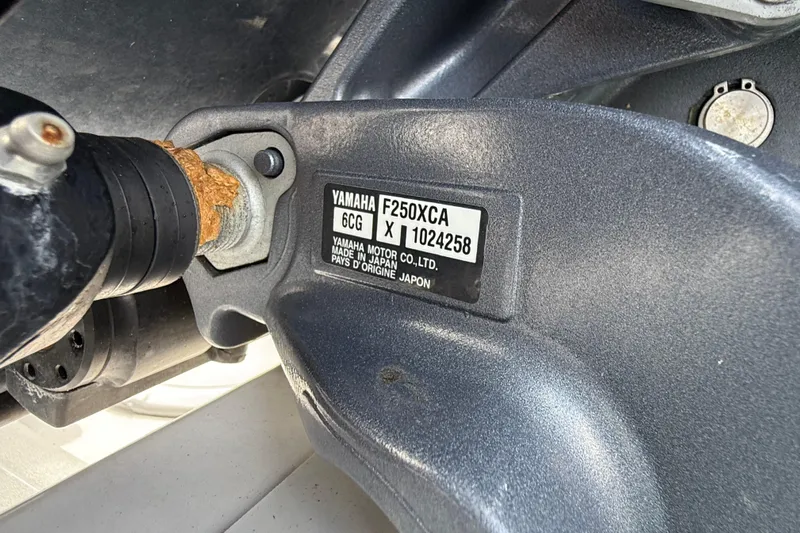 YAMAHA F250XCA
6CG X 1024258
YAMAHA MOTOR CO.,LTD.
MADE IN JAPAN
PAYS D'ORIGINE JAPON